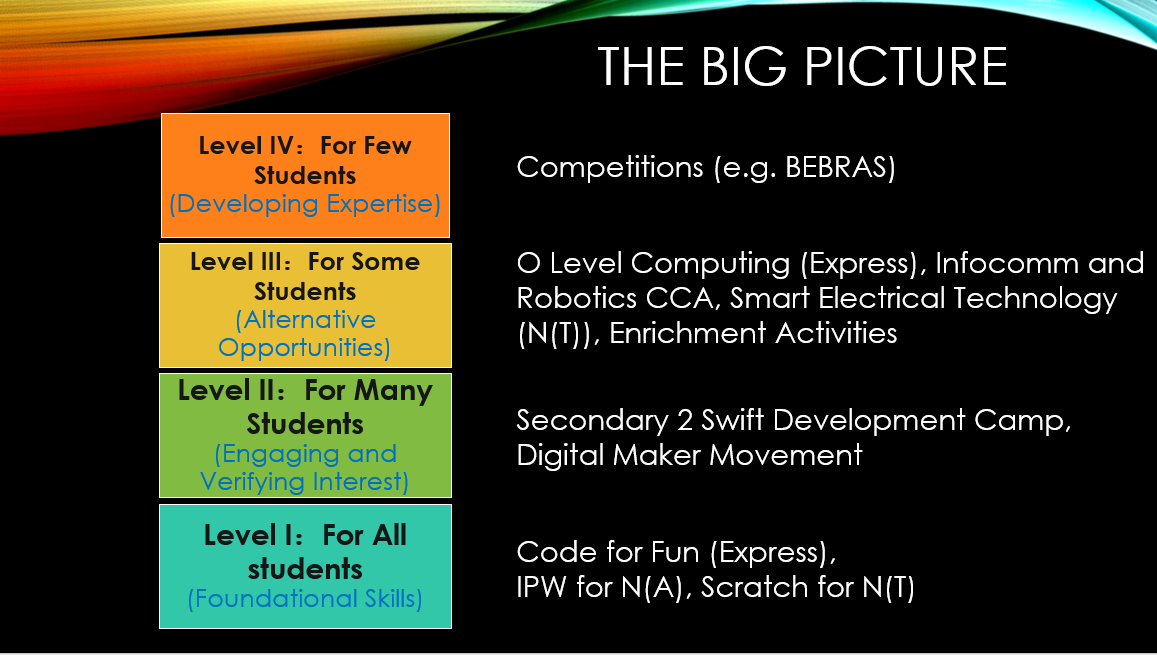 THE BIG PICTURE
Level IV：For Few
Students
(Developing Expertise)
Competitions (e.g. BEBRAS)
Level III：For Some
Students
(Alternative
Opportunities)
O Level Computing (Express), Infocomm and
Robotics CCA, Smart Electrical Technology
(N(T)), Enrichment Activities
Level II：For Many
Students
(Engaging and
Verifying Interest)
Secondary 2 Swift Development Camp,
Digital Maker Movement
Level I：For All
students
(Foundational Skills)
Code for Fun (Express),
IPW for N(A), Scratch for N(T)